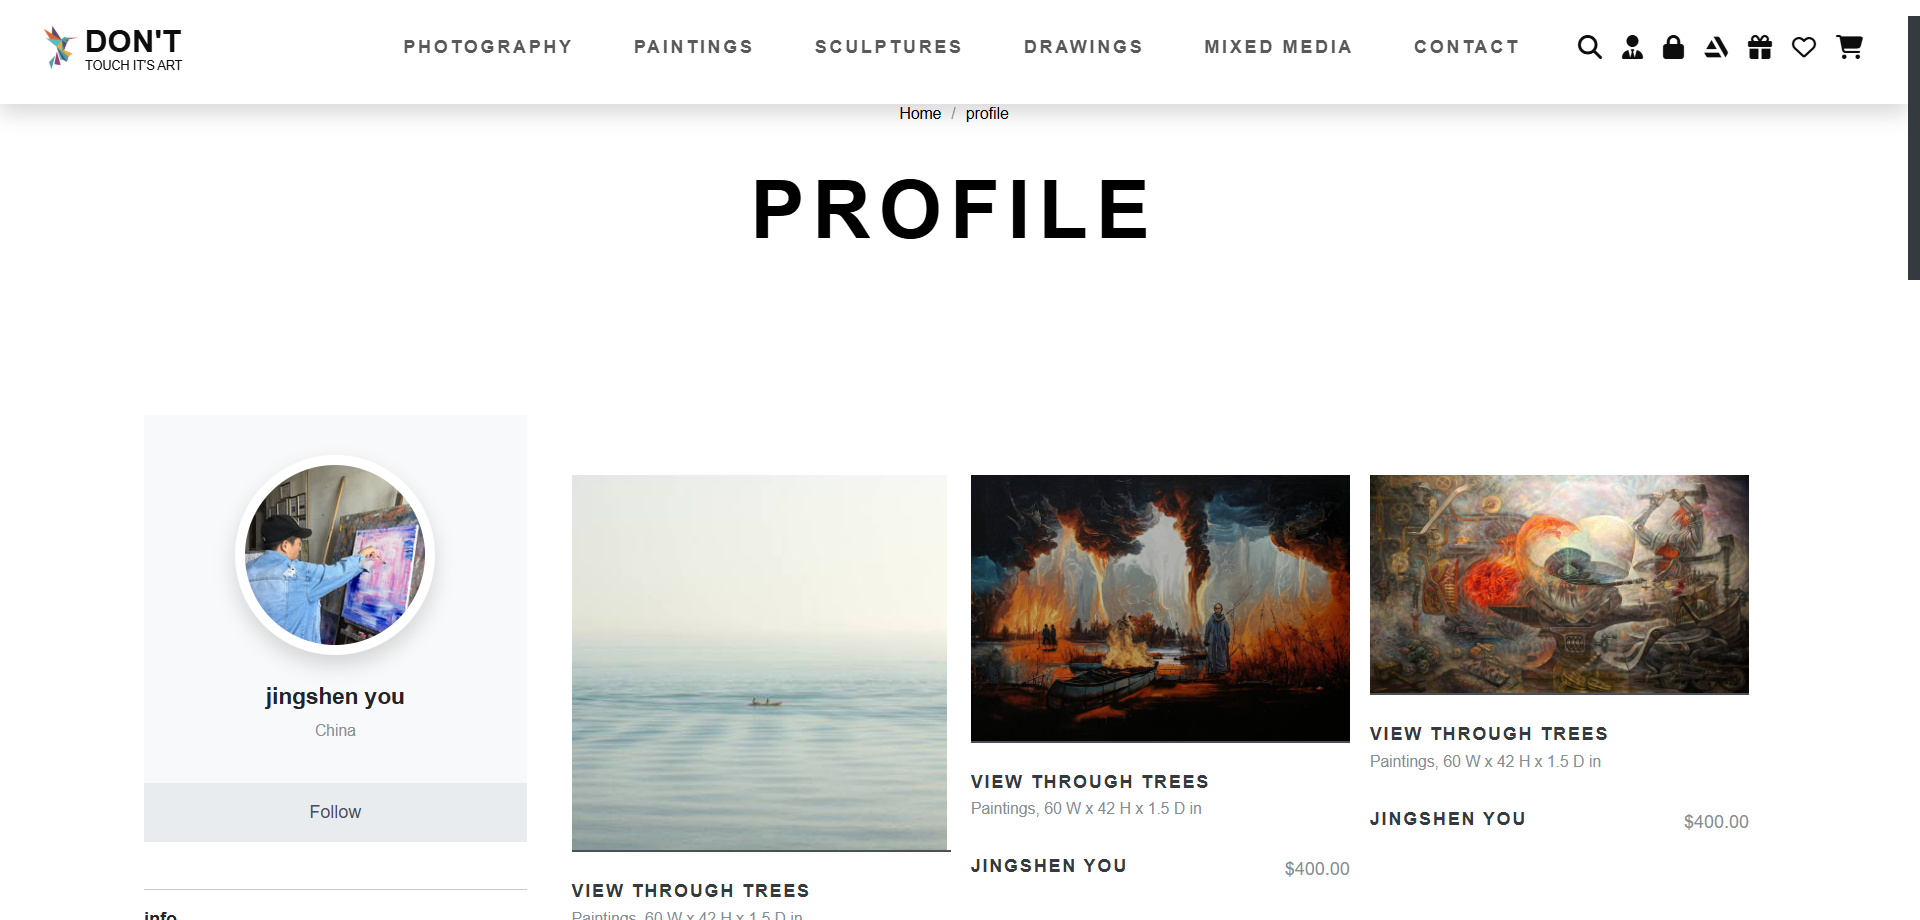 DON'T
TOUCH IT'S ART
PHOTOGRAPHY
PAINTINGS
SCULPTURES
DRAWINGS
MIXED MEDIA
CONTACT
Home / profile
PROFILE
jingshen you
China
Follow
info
VIEW THROUGH TREES
Paintings, 60 W x 42 H x 1.5 D in
VIEW THROUGH TREES
Paintings, 60 W x 42 H x 1.5 D in
JINGSHEN YOU
$400.00
VIEW THROUGH TREES
Paintings, 60 W x 42 H x 1.5 D in
JINGSHEN YOU
$400.00